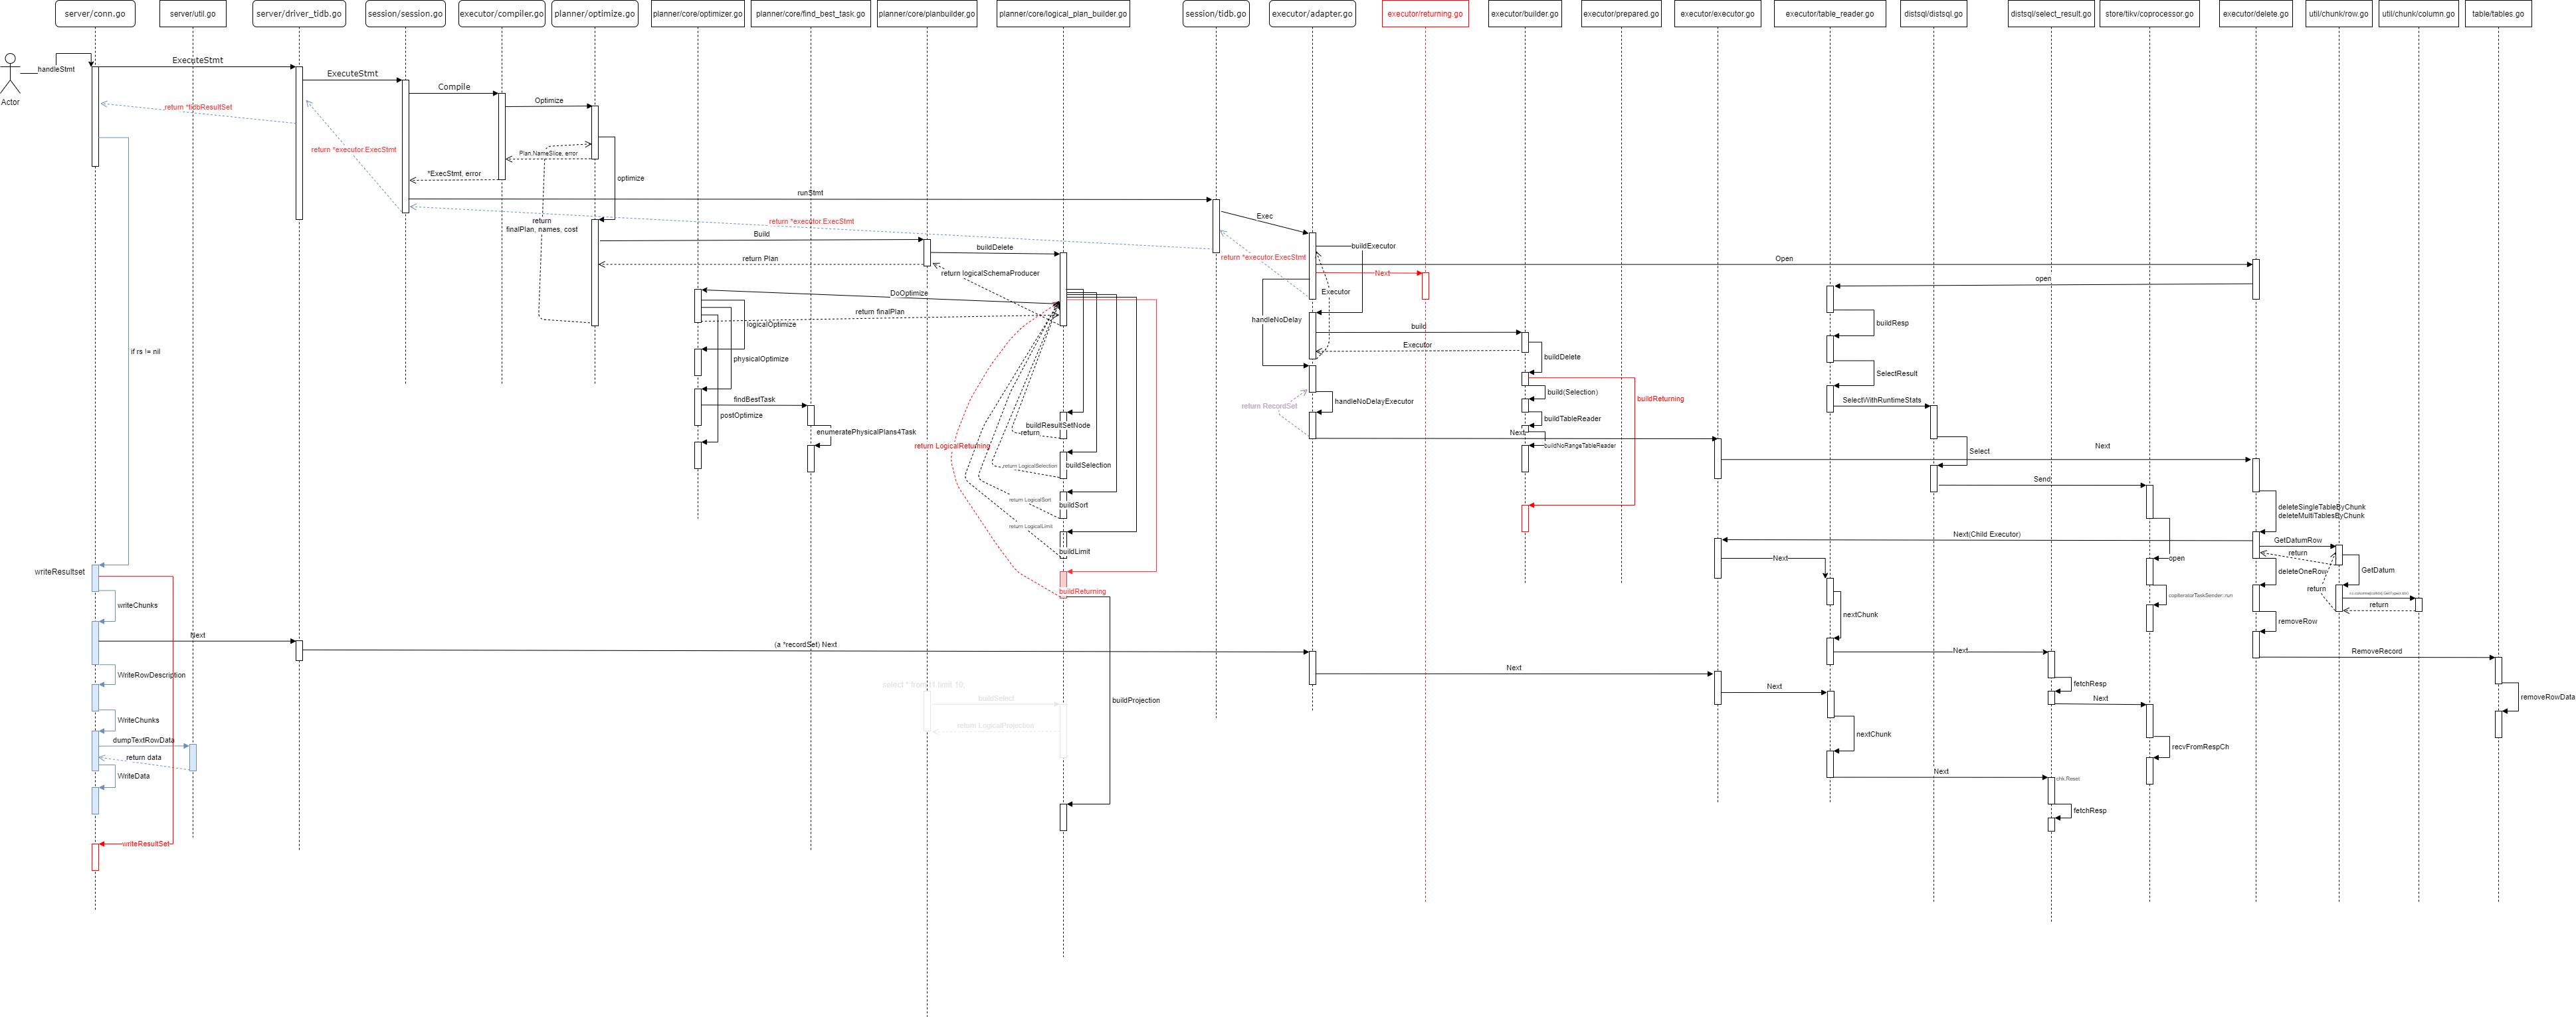 server/conn.go
server/util.go
server/driver_tidb.go
session/session.go
executor/compiler.go
planner/optimize.go
planner/core/optimizer.go
planner/core/find_best_task.go
planner/core/planbuilder.go
planner/core/logical_plan_builder.go
session/tidb.go
executor/adapter.go
executor/returning.go
executor/builder.go
executor/prepared.go
executor/executor.go
executor/table_reader.go
distsql/distsql.go
distsql/select_result.go
store/tikv/coprocessor.go
executor/delete.go
util/chunk/row.go
util/chunk/column.go
table/tables.go
handleStmt
Actor
ExecuteStmt
ExecuteStmt
Compile
Optimize
return *tidbResultSet
return *executor.ExecStmt
Plan,NameSlice, error
*ExecStmt, error
optimize
runStmt
return
finalPlan, names, cost
return *executor.ExecStmt
Exec
Build
buildDelete
buildExecutor
return Plan
return logicalSchemaProducer
return *executor.ExecStmt
Open
Next
open
DoOptimize
Executor
return finalPlan
logicalOptimize
handleNoDelay
build
buildResp
Executor
if rs != nil
physicalOptimize
buildDelete
SelectResult
build(Selection)
findBestTask
return RecordSet
handleNoDelayExecutor
buildReturning
SelectWithRuntimeStats
postOptimize
buildTableReader
buildResultSetNode
return
enumeratePhysicalPlans4Task
Next
return LogicalReturning
buildNoRangeTableReader
Next
Select
return LogicalSelection
buildSelection
Send
return LogicalSort
buildSort
deleteSingleTableByChunk
deleteMultiTablesByChunk
return LogicalLimit
Next(Child Executor)
GetDatumRow
buildLimit
return
Next
open
writeResultset
deleteOneRow
GetDatum
buildReturning
return
copIteratorTaskSender::run
return
writeChunks
nextChunk
removeRow
Next
(a *recordSet) Next
Next
RemoveRecord
Next
WriteRowDescription
fetchResp
select * from t1 limit 10;
Next
buildSelect
Next
removeRowData
buildProjection
WriteChunks
return LogicalProjection
nextChunk
dumpTextRowData
recvFromRespCh
return data
Next
WriteData
chk.Reset
fetchResp
writeResultSet